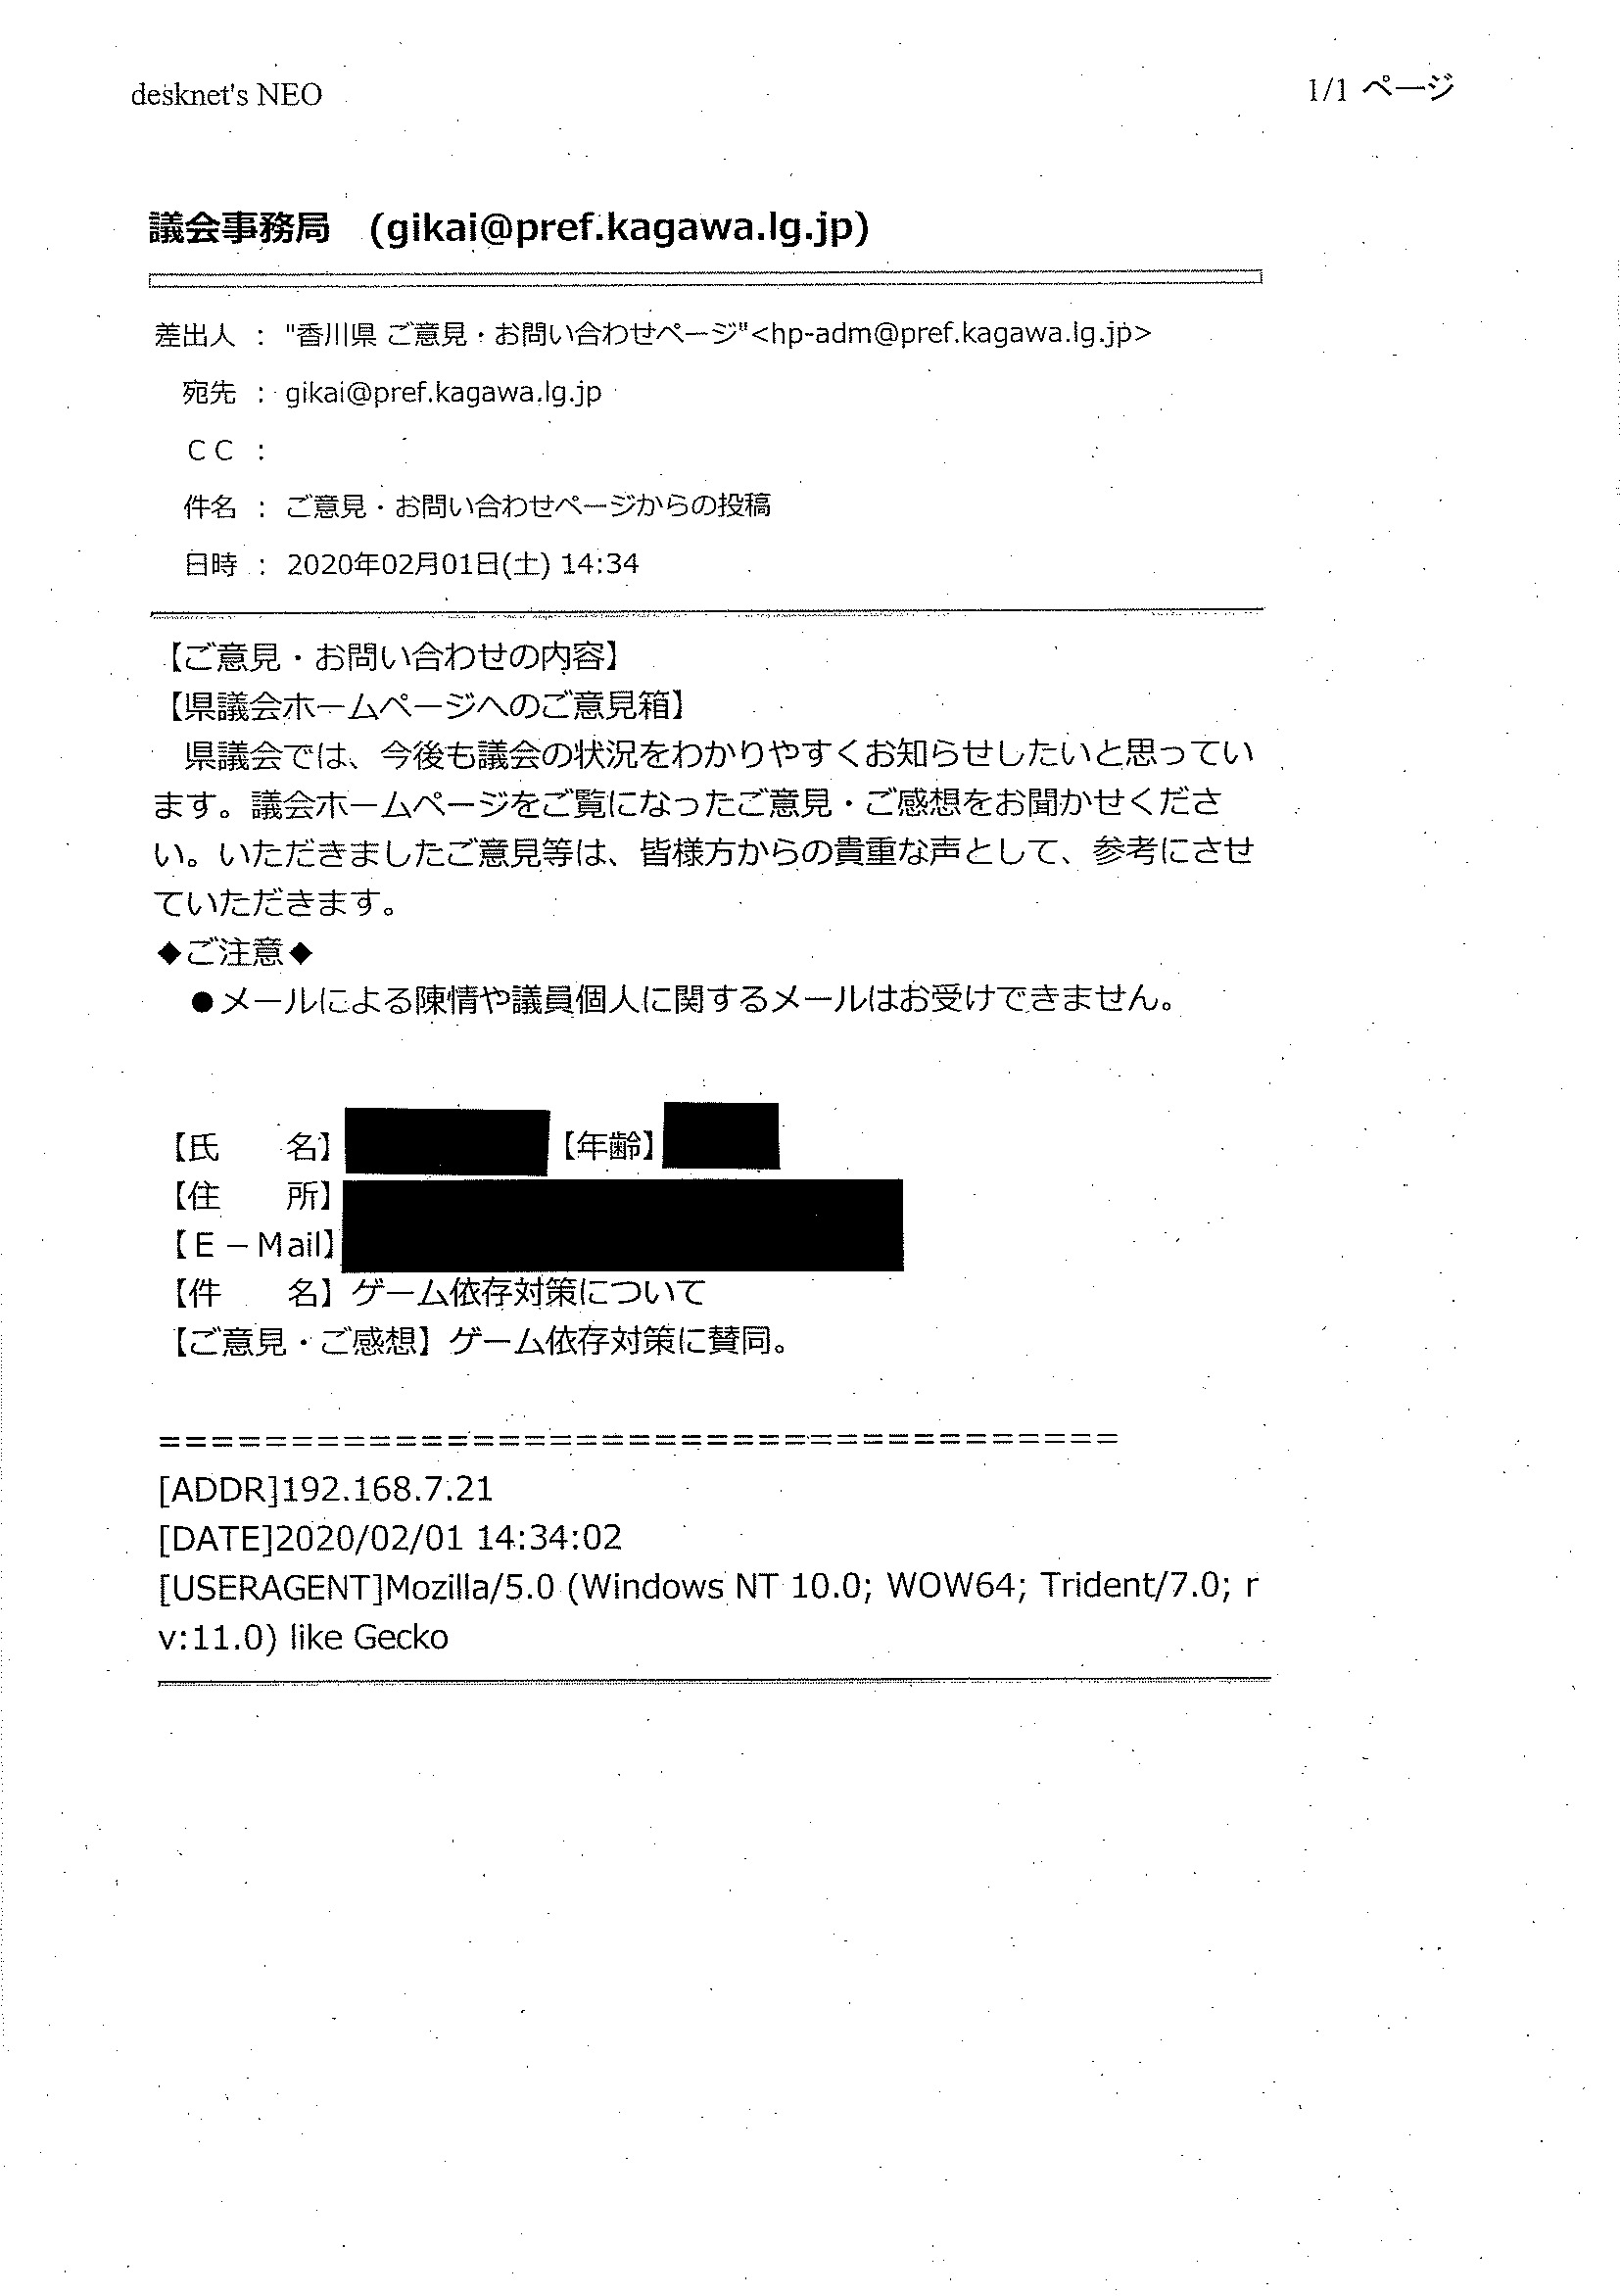 desknet's NEO
1/1 ページ
議会事務局 (gikai@pref.kagawa.lg.jp)
差出人 : "香川県 ご意見・お問い合わせページ"<hp-adm@pref.kagawa.lg.jp>
宛先 : gikai@pref.kagawa.lg.jp
ＣＣ :
件名 : ご意見・お問い合わせページからの投稿
日時 : 2020年02月01日(土) 14:34
【ご意見・お問い合わせの内容】
【県議会ホームページへのご意見箱】
　県議会では、今後も議会の状況をわかりやすくお知らせしたいと思ってい
ます。議会ホームページをご覧になったご意見・ご感想をお聞かせくださ
い。いただきましたご意見等は、皆様方からの貴重な声として、参考にさせ
ていただきます。
◆ご注意◆
　●メールによる陳情や議員個人に関するメールはお受けできません。
【氏　　名】【年齢】
【住　　所】
【Ｅ－Mail】
【件　　名】ゲーム依存対策について
【ご意見・ご感想】ゲーム依存対策に賛同。
=====================================
[ADDR]192.168.7.21
[DATE]2020/02/01 14:34:02
[USERAGENT]Mozilla/5.0 (Windows NT 10.0; WOW64; Trident/7.0; r
v:11.0) like Gecko